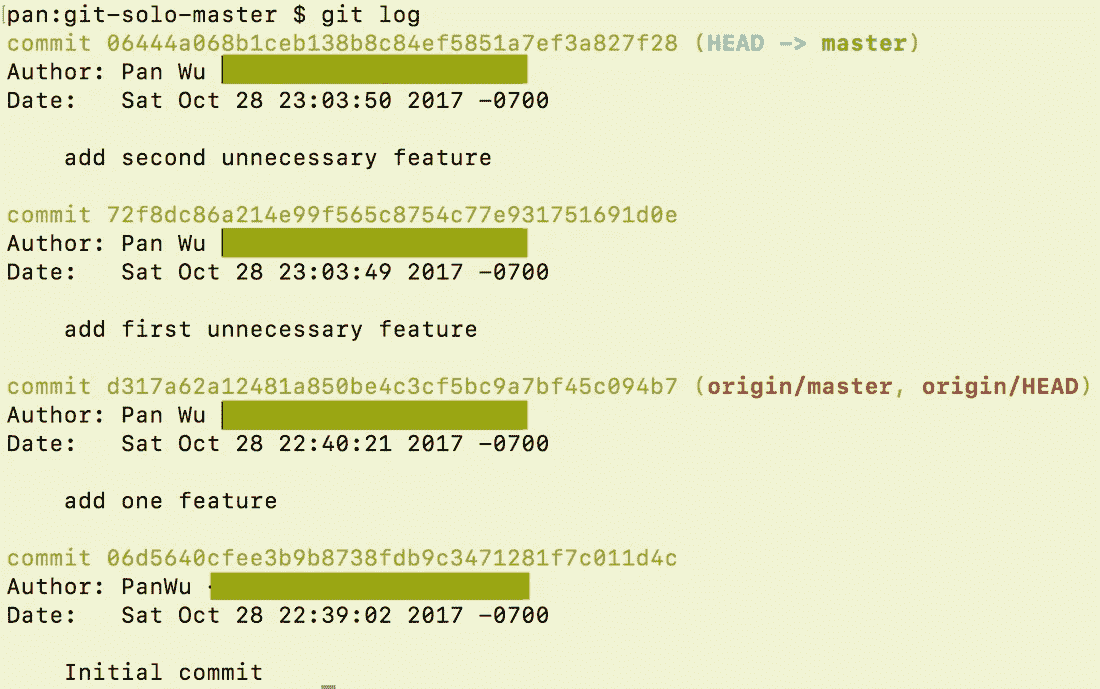 pan:git-solo-master $ git log
commit 06444a068b1ceb138b8c84ef5851a7ef3a827f28 (HEAD -> master)
Author: Pan Wu
Date:   Sat Oct 28 23:03:50 2017 -0700
add second unnecessary feature
commit 72f8dc86a214e99f565c8754c77e931751691d0e
Author: Pan Wu
Date:   Sat Oct 28 23:03:49 2017 -0700
add first unnecessary feature
commit d317a62a12481a850be4c3cf5bc9a7bf45c094b7 (origin/master, origin/HEAD)
Author: Pan Wu
Date:   Sat Oct 28 22:40:21 2017 -0700
add one feature
commit 06d5640cfee3b9b8738fdb9c3471281f7c011d4c
Author: PanWu
Date:   Sat Oct 28 22:39:02 2017 -0700
Initial commit